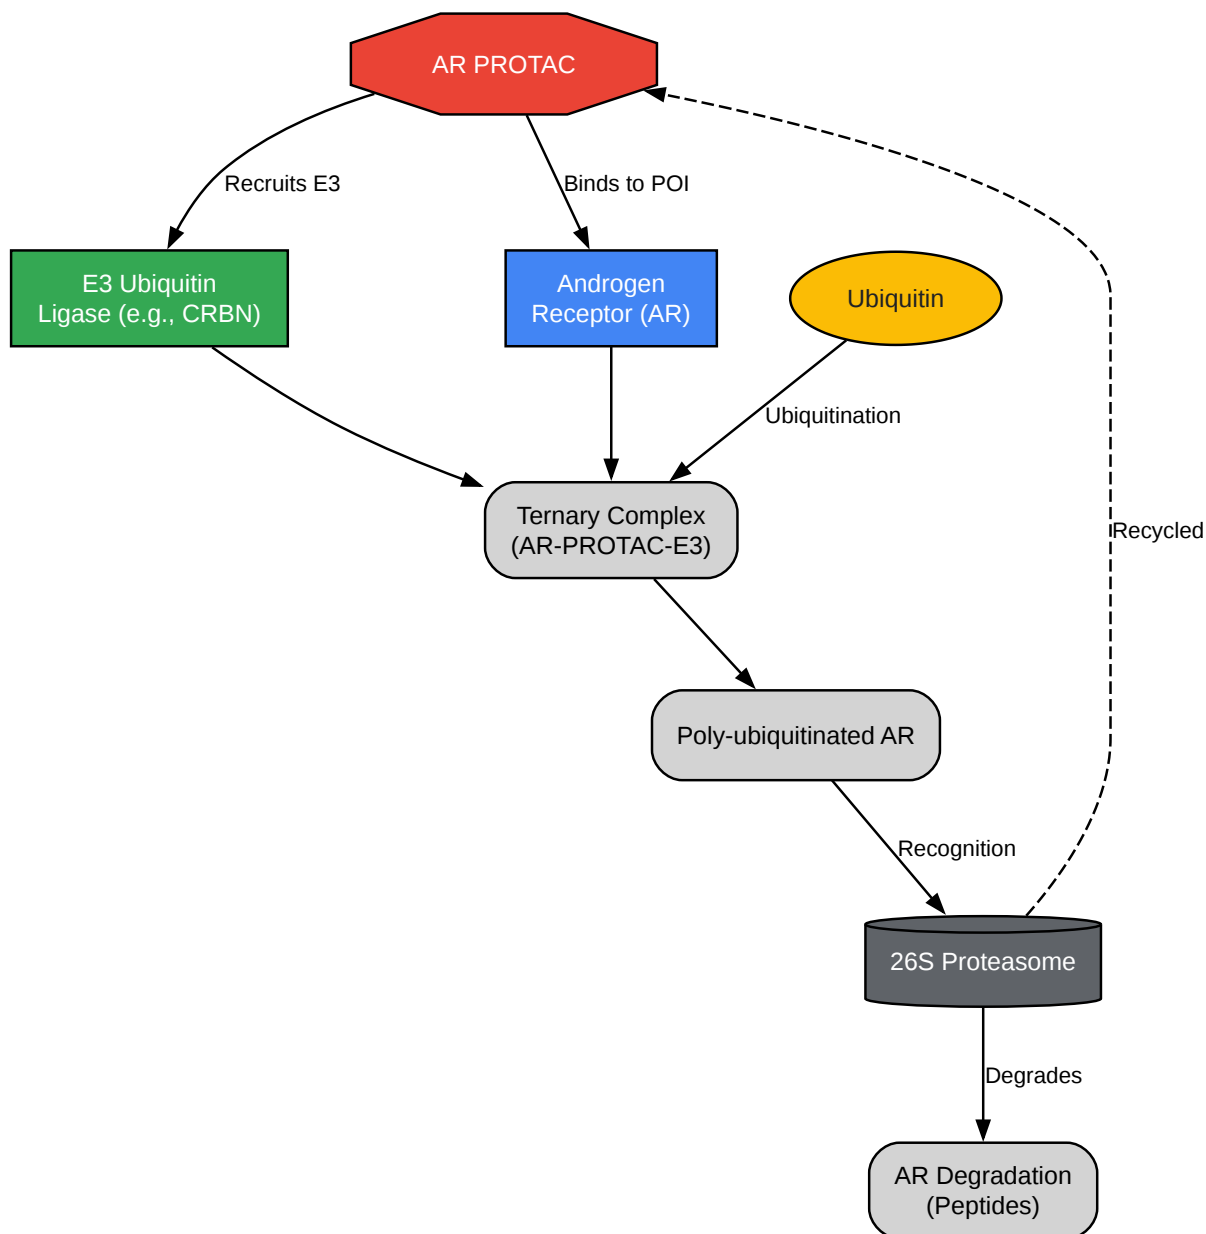 AR PROTAC
Recruits E3
Binds to POI
E3 Ubiquitin
Ligase (e.g., CRBN)
Androgen
Receptor (AR)
Ubiquitin
Ubiquitination
Ternary Complex
(AR-PROTAC-E3)
Recycled
Poly-ubiquitinated AR
Recognition
26S Proteasome
Degrades
AR Degradation
(Peptides)